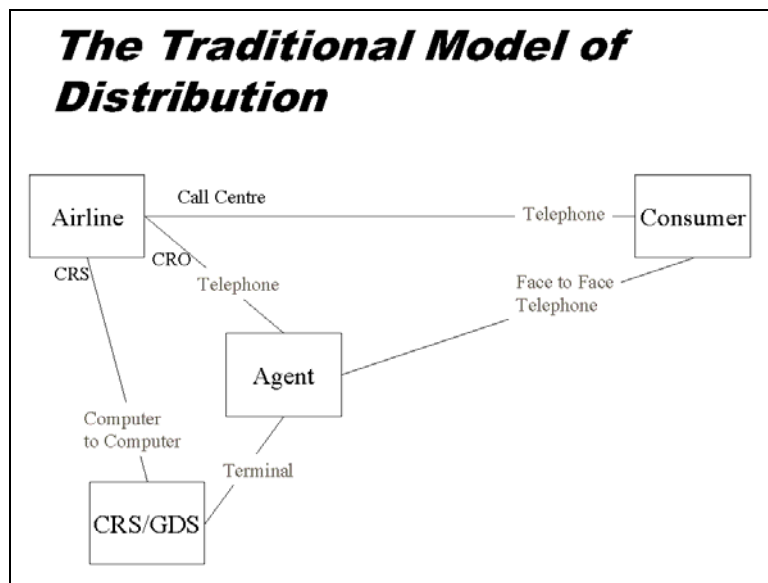 The Traditional Model of
Distribution
Airline
Call Centre
Telephone
Consumer
CRS
CRO
Telephone
Face to Face
Telephone
Agent
Computer
to Computer
Terminal
CRS/GDS